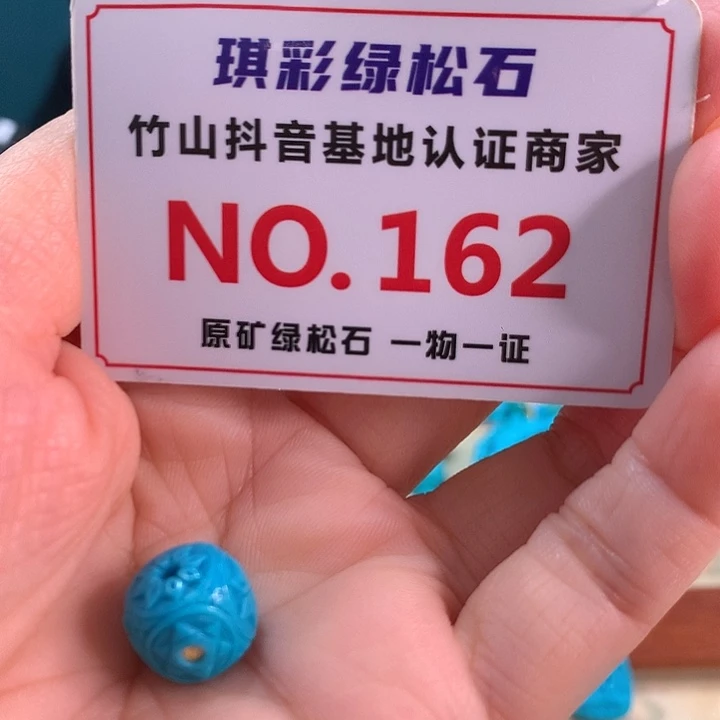 琪彩绿松石
竹山抖音基地认证商家
NO.162
原矿绿松石 一物一证